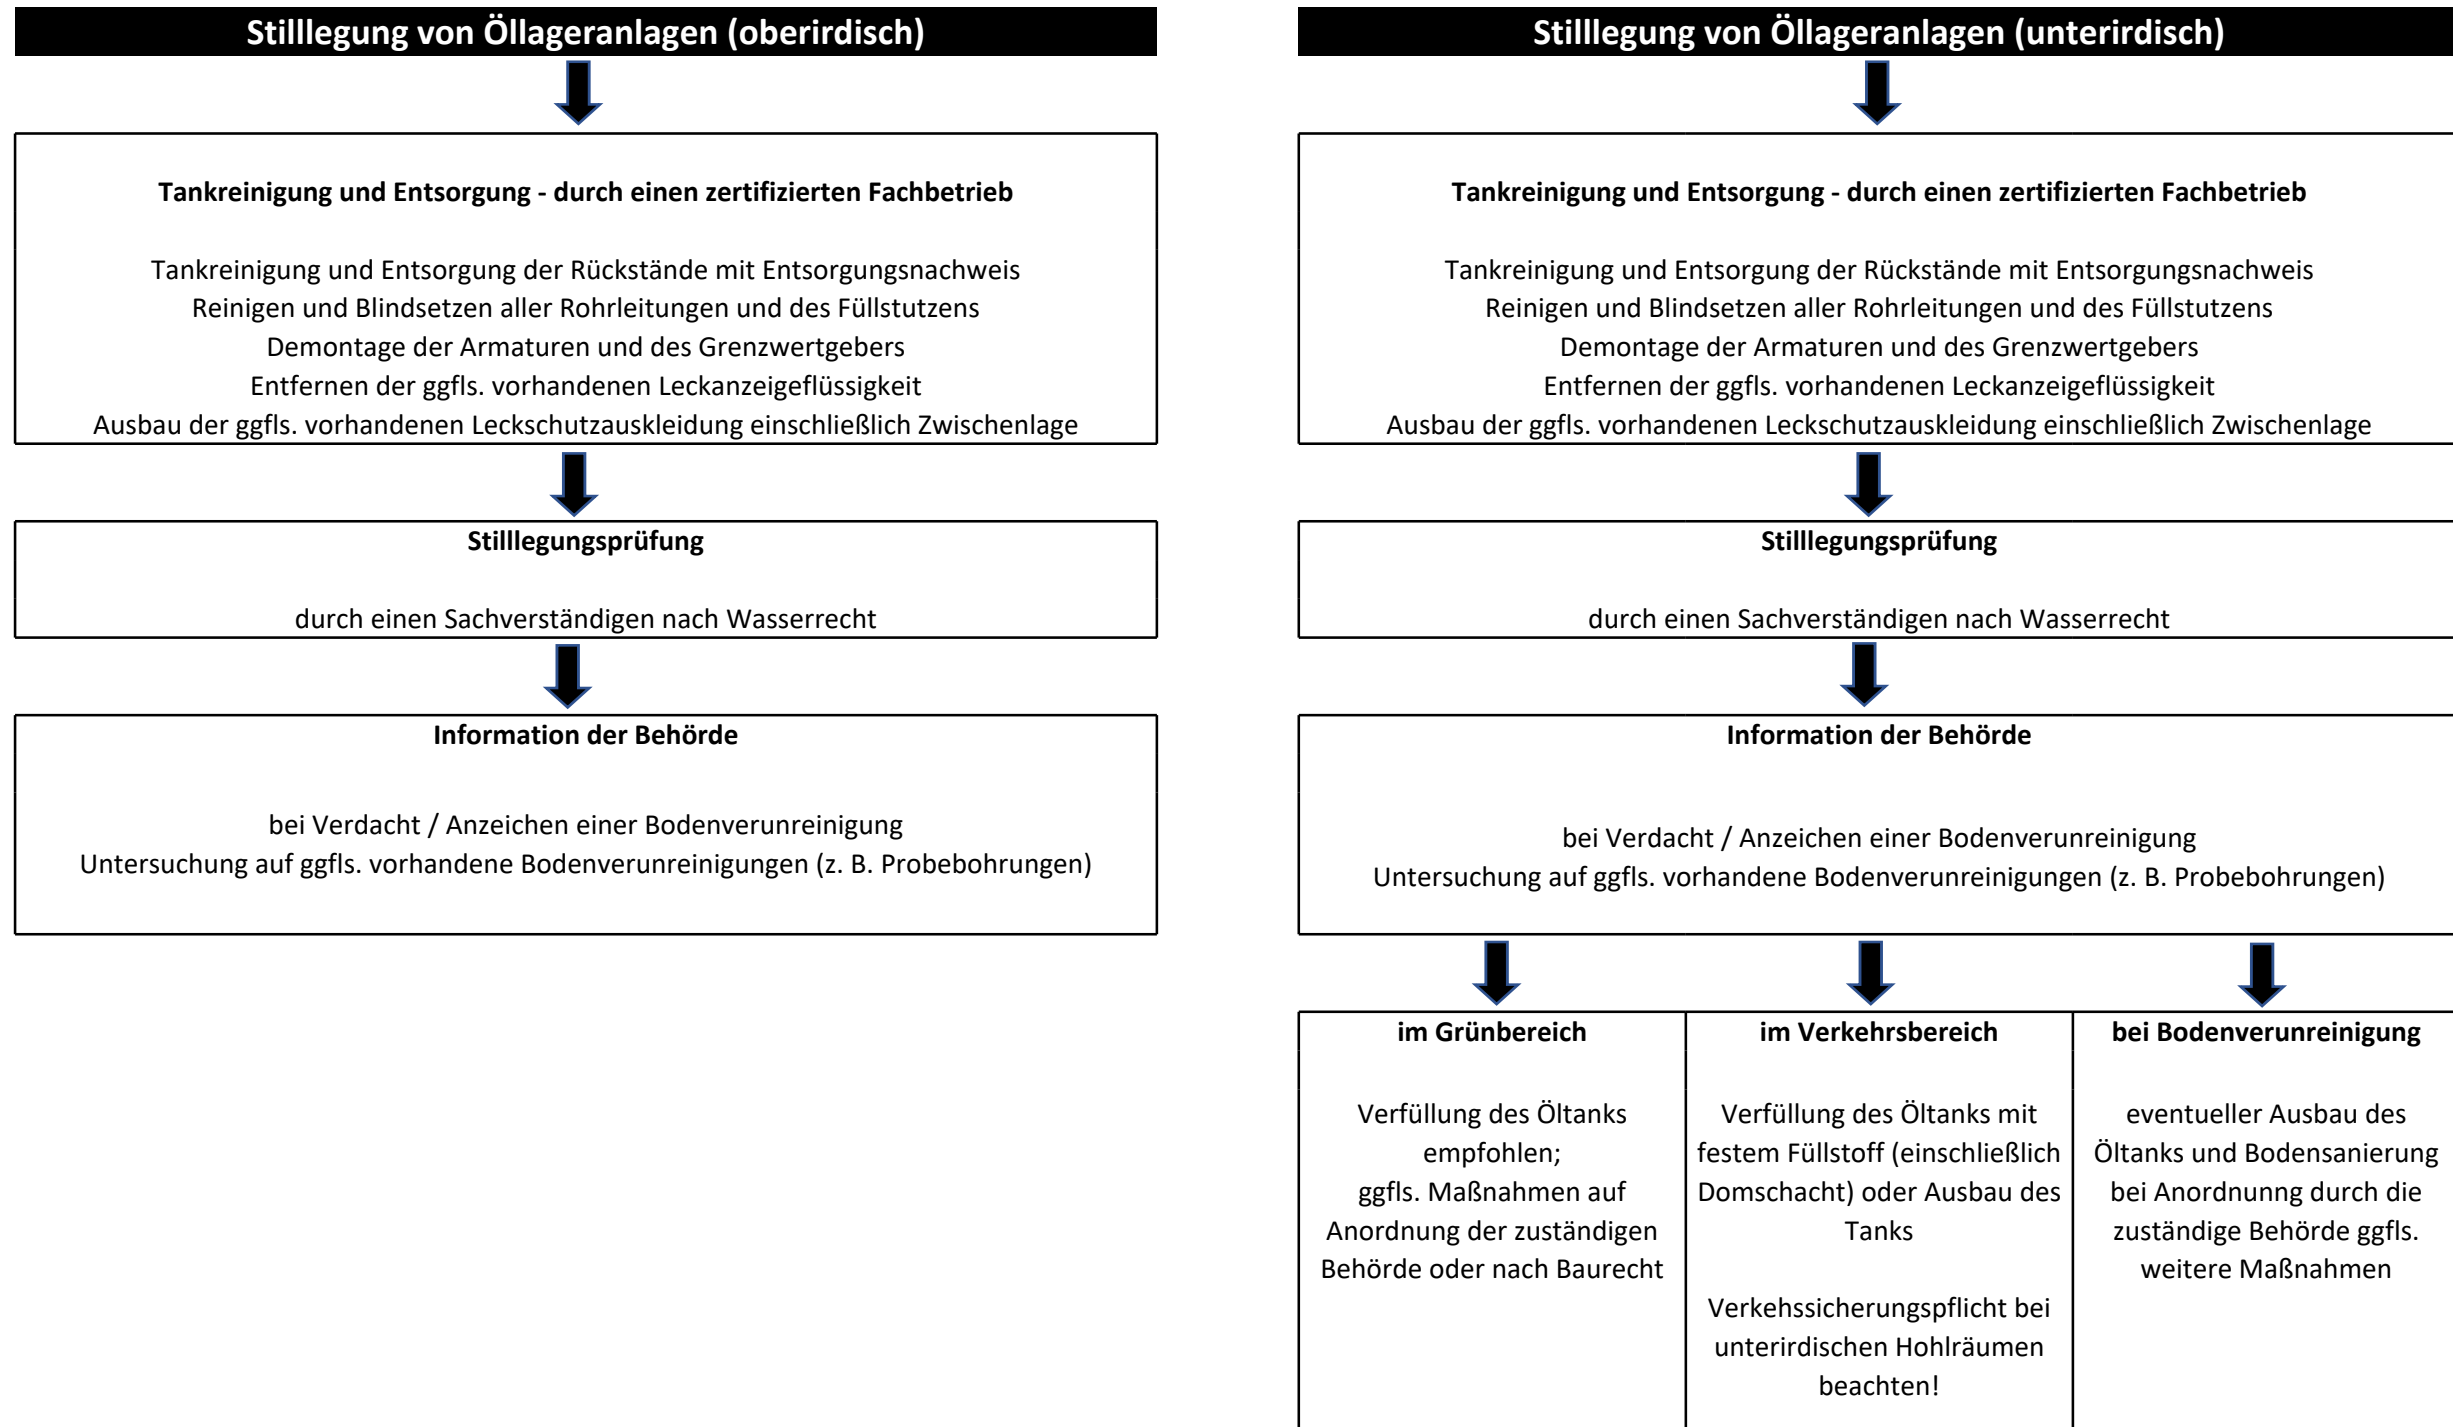 Stilllegung von Öllageranlagen (oberirdisch)
Tankreinigung und Entsorgung - durch einen zertifizierten Fachbetrieb
Tankreinigung und Entsorgung der Rückstände mit Entsorgungsnachweis
Reinigen und Blindsetzen aller Rohrleitungen und des Füllstutzens
Demontage der Armaturen und des Grenzwertgebers
Entfernen der ggfls. vorhandenen Leckanzeigeflüssigkeit
Ausbau der ggfls. vorhandenen Leckschutzauskleidung einschließlich Zwischenlage
Stilllegungsprüfung
durch einen Sachverständigen nach Wasserrecht
Information der Behörde
bei Verdacht / Anzeichen einer Bodenverunreinigung
Untersuchung auf ggfls. vorhandene Bodenverunreinigungen (z. B. Probebohrungen)
Stilllegung von Öllageranlagen (unterirdisch)
Tankreinigung und Entsorgung - durch einen zertifizierten Fachbetrieb
Tankreinigung und Entsorgung der Rückstände mit Entsorgungsnachweis
Reinigen und Blindsetzen aller Rohrleitungen und des Füllstutzens
Demontage der Armaturen und des Grenzwertgebers
Entfernen der ggfls. vorhandenen Leckanzeigeflüssigkeit
Ausbau der ggfls. vorhandenen Leckschutzauskleidung einschließlich Zwischenlage
Stilllegungsprüfung
durch einen Sachverständigen nach Wasserrecht
Information der Behörde
bei Verdacht / Anzeichen einer Bodenverunreinigung
Untersuchung auf ggfls. vorhandene Bodenverunreinigungen (z. B. Probebohrungen)
im Grünbereich
Verfüllung des Öltanks
empfohlen;
ggfls. Maßnahmen auf
Anordnung der zuständigen
Behörde oder nach Baurecht
im Verkehrsbereich
Verfüllung des Öltanks mit
festem Füllstoff (einschließlich
Domschacht) oder Ausbau des
Tanks
Verkehssicherungspflicht bei
unterirdischen Hohlräumen
beachten!
bei Bodenverunreinigung
eventueller Ausbau des
Öltanks und Bodensanierung
bei Anordnunng durch die
zuständige Behörde ggfls.
weitere Maßnahmen